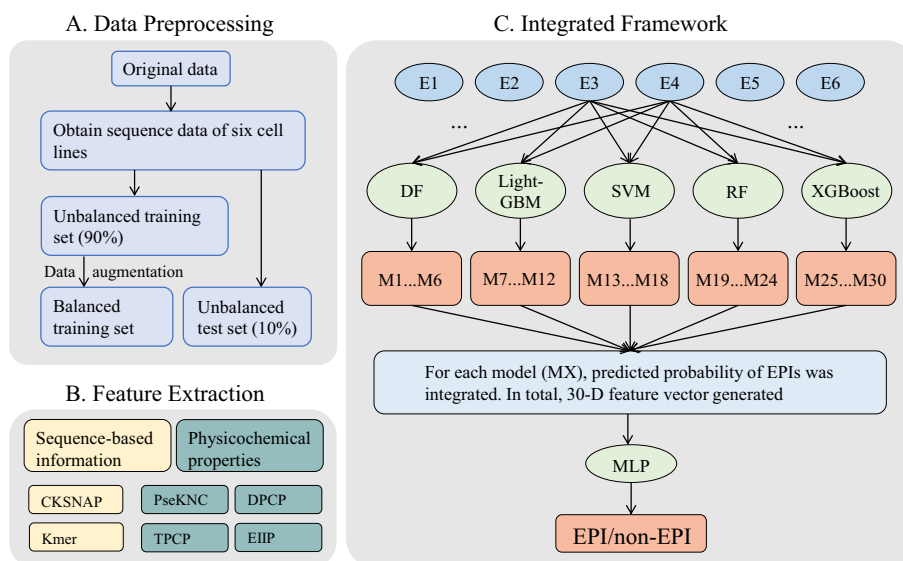 A. Data Preprocessing
Original data
Obtain sequence data of six cell
lines
Unbalanced training
set (90%)
Data augmentation
Balanced
training set
Unbalanced
test set (10%)
B. Feature Extraction
Sequence-based
information
Physicochemical
properties
CKSNAP
PseKNC
DPCP
Kmer
TPCP
EIIP
C. Integrated Framework
E1
E2
E3
E4
E5
E6
...
...
DF
Light-
GBM
SVM
RF
XGBoost
M1...M6
M7...M12
M13...M18
M19...M24
M25...M30
For each model (MX), predicted probability of EPIs was
integrated. In total, 30-D feature vector generated
MLP
EPI/non-EPI